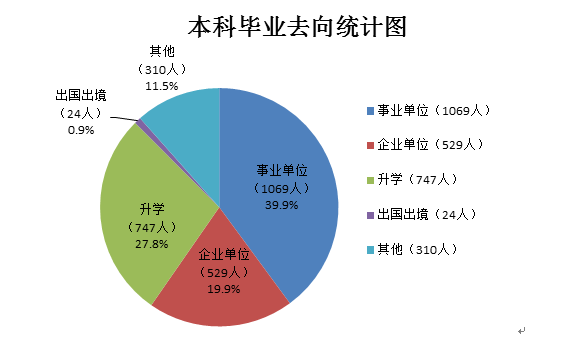 本科毕业去向统计图
其他
（310人）
11.5%
出国出境
（24人）
0.9%
事业单位
（1069人）
39.9%
升学
（747人）
27.8%
企业单位
（529人）
19.9%
事业单位（1069人）
企业单位（529人）
升学（747人）
出国出境（24人）
其他（310人）